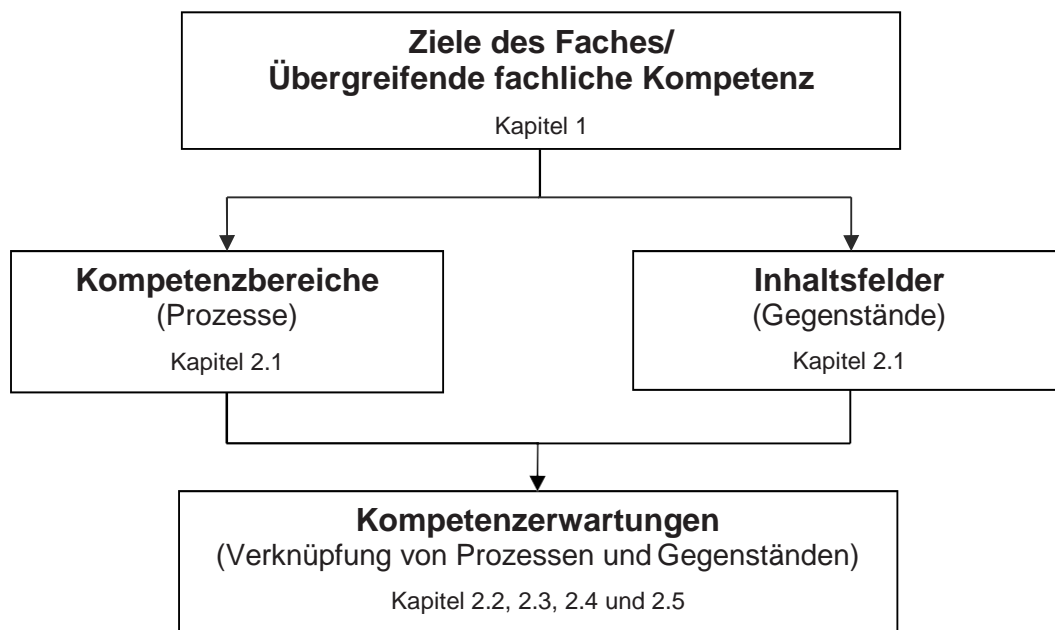 Ziele des Faches/
Übergreifende fachliche Kompetenz
Kapitel 1
Kompetenzbereiche
(Prozesse)
Kapitel 2.1
Inhaltsfelder
(Gegenstände)
Kapitel 2.1
Kompetenzerwartungen
(Verknüpfung von Prozessen und Gegenständen)
Kapitel 2.2, 2.3, 2.4 und 2.5